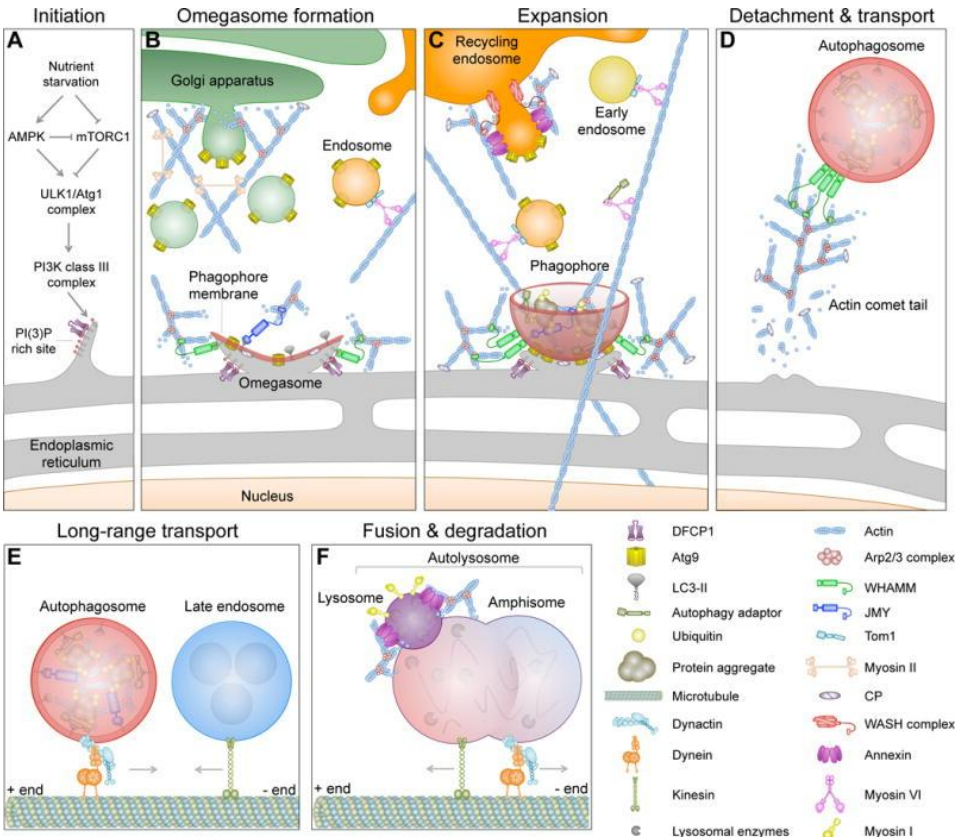 Initiation
Omegasome formation
Expansion
Detachment & transport
A
Nutrient
starvation
AMPK
mTORC1
ULK1/Atg1
complex
PI3K class III
complex
PI(3)P
rich site
Endoplasmic
reticulum
B
Golgi apparatus
Endosome
Phagophore
membrane
Omegasome
Nucleus
C
Recycling
endosome
Early
endosome
Phagophore
D
Autophagosome
Actin comet tail
Long-range transport
Fusion & degradation
E
Autophagosome
Late endosome
+ end
- end
F
Autolysosome
Lysosome
Amphisome
+ end
- end
DFCP1
Atg9
LC3-II
Autophagy adaptor
Ubiquitin
Protein aggregate
Microtubule
Dynactin
Dynein
Kinesin
Lysosomal enzymes
Actin
Arp2/3 complex
WHAMM
JMY
Tom1
Myosin II
CP
WASH complex
Annexin
Myosin VI
Myosin I